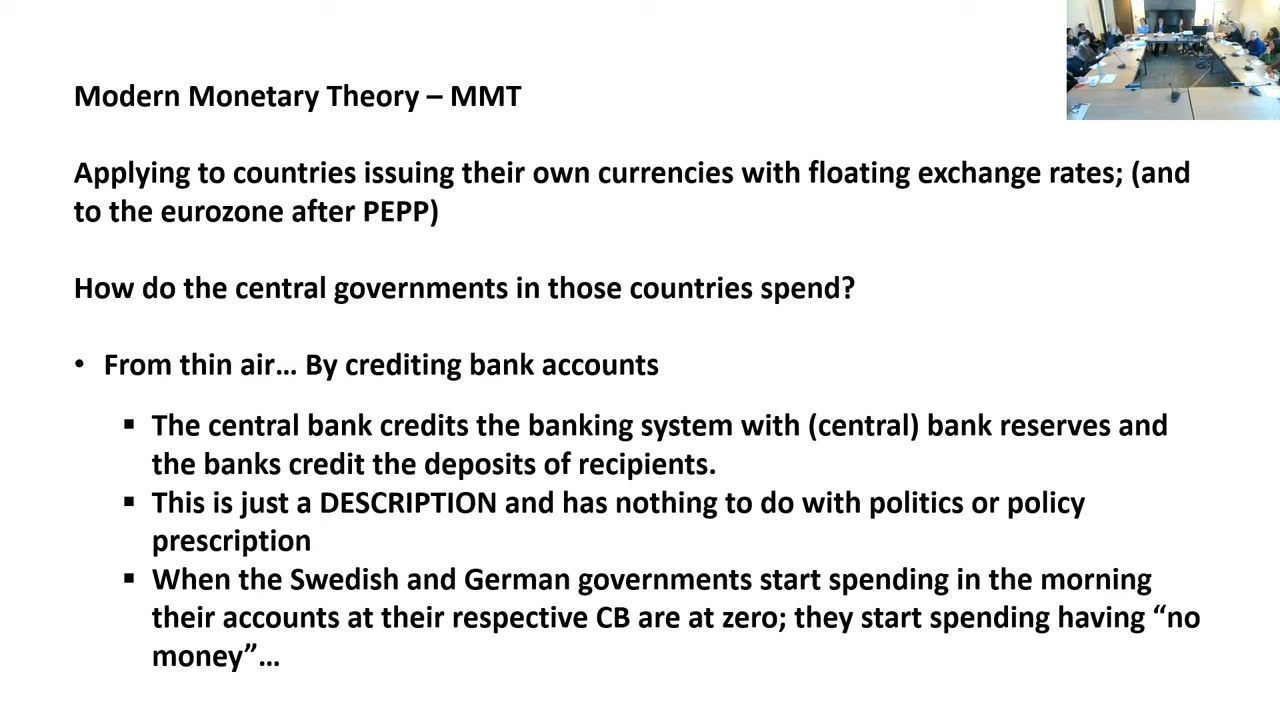 Modern Monetary Theory – MMT
Applying to countries issuing their own currencies with floating exchange rates; (and
to the eurozone after PEPP)
How do the central governments in those countries spend?
• From thin air… By crediting bank accounts
▪ The central bank credits the banking system with (central) bank reserves and
the banks credit the deposits of recipients.
▪ This is just a DESCRIPTION and has nothing to do with politics or policy
prescription
▪ When the Swedish and German governments start spending in the morning
their accounts at their respective CB are at zero; they start spending having “no
money”…